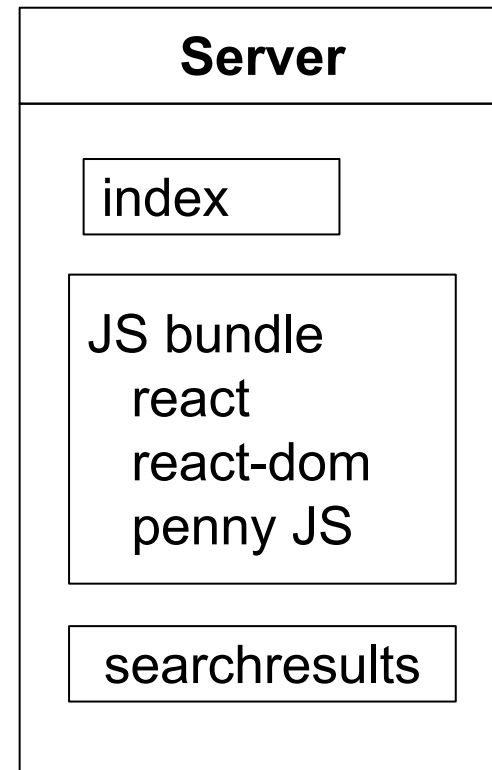 Server
index
JS bundle
react
react-dom
penny JS
searchresults